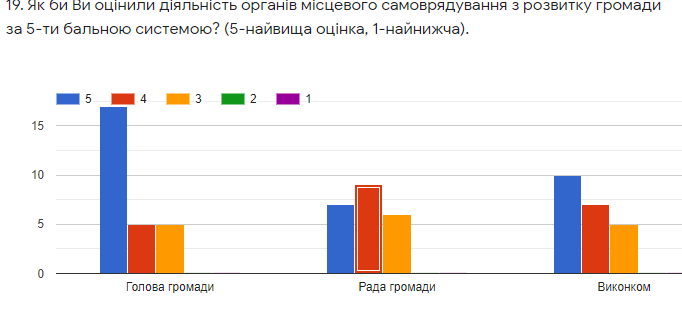 19. Як би Ви оцінили діяльність органів місцевого самоврядування з розвитку громади
за 5-ти бальною системою? (5-найвища оцінка, 1-найнижча).
5 4 3 2 1
15
10
5
0
Голова громади Рада громади Виконком